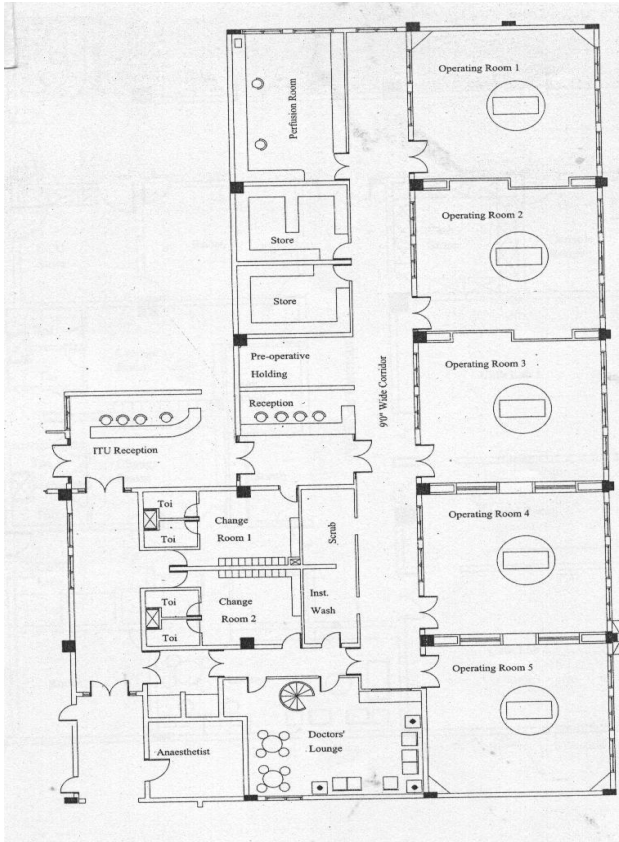 Operating Room 1
Perfusion Room
Operating Room 2
Store
Store
Pre-operative
Holding
9'0" Wide Corridor
Operating Room 3
Reception
ITU Reception
Toi
Toi
Change
Room 1
Scrub
Operating Room 4
Toi
Toi
Change
Room 2
Inst.
Wash
Operating Room 5
Doctors'
Lounge
Anaesthetist